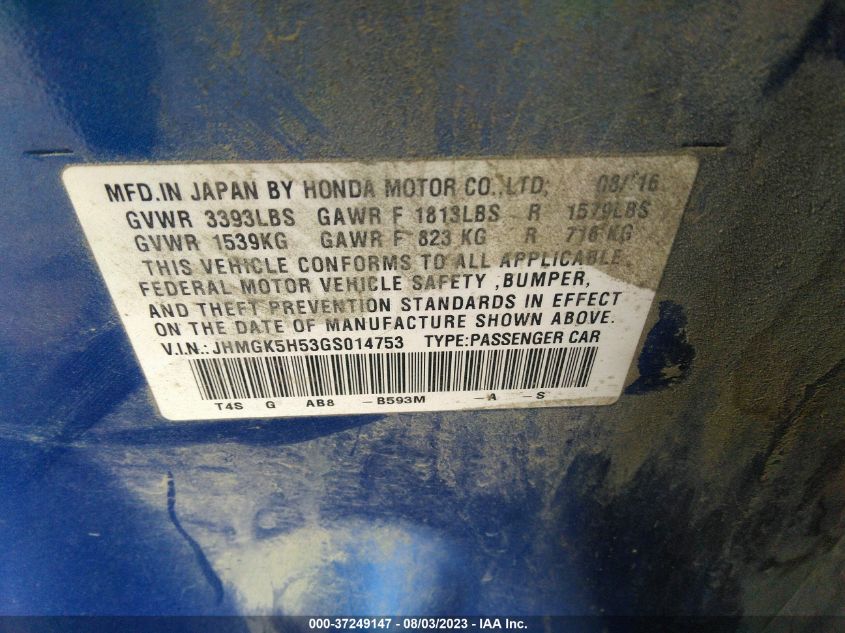 MFD.IN JAPAN BY HONDA MOTOR CO.,LTD; 08/'16
GVWR 3393LBS GAWR F 1813LBS R 1579LBS
GVWR 1539KG GAWR F 823 KG R 716 KG
THIS VEHICLE CONFORMS TO ALL APPLICABLE
FEDERAL MOTOR VEHICLE SAFETY ,BUMPER,
AND THEFT PREVENTION STANDARDS IN EFFECT
ON THE DATE OF MANUFACTURE SHOWN ABOVE.
V.I.N.:JHMGK5H53GS014753 TYPE:PASSENGER CAR
T4S G AB8 -B593M -A -S
000-37249147 - 08/03/2023 - IAA Inc.